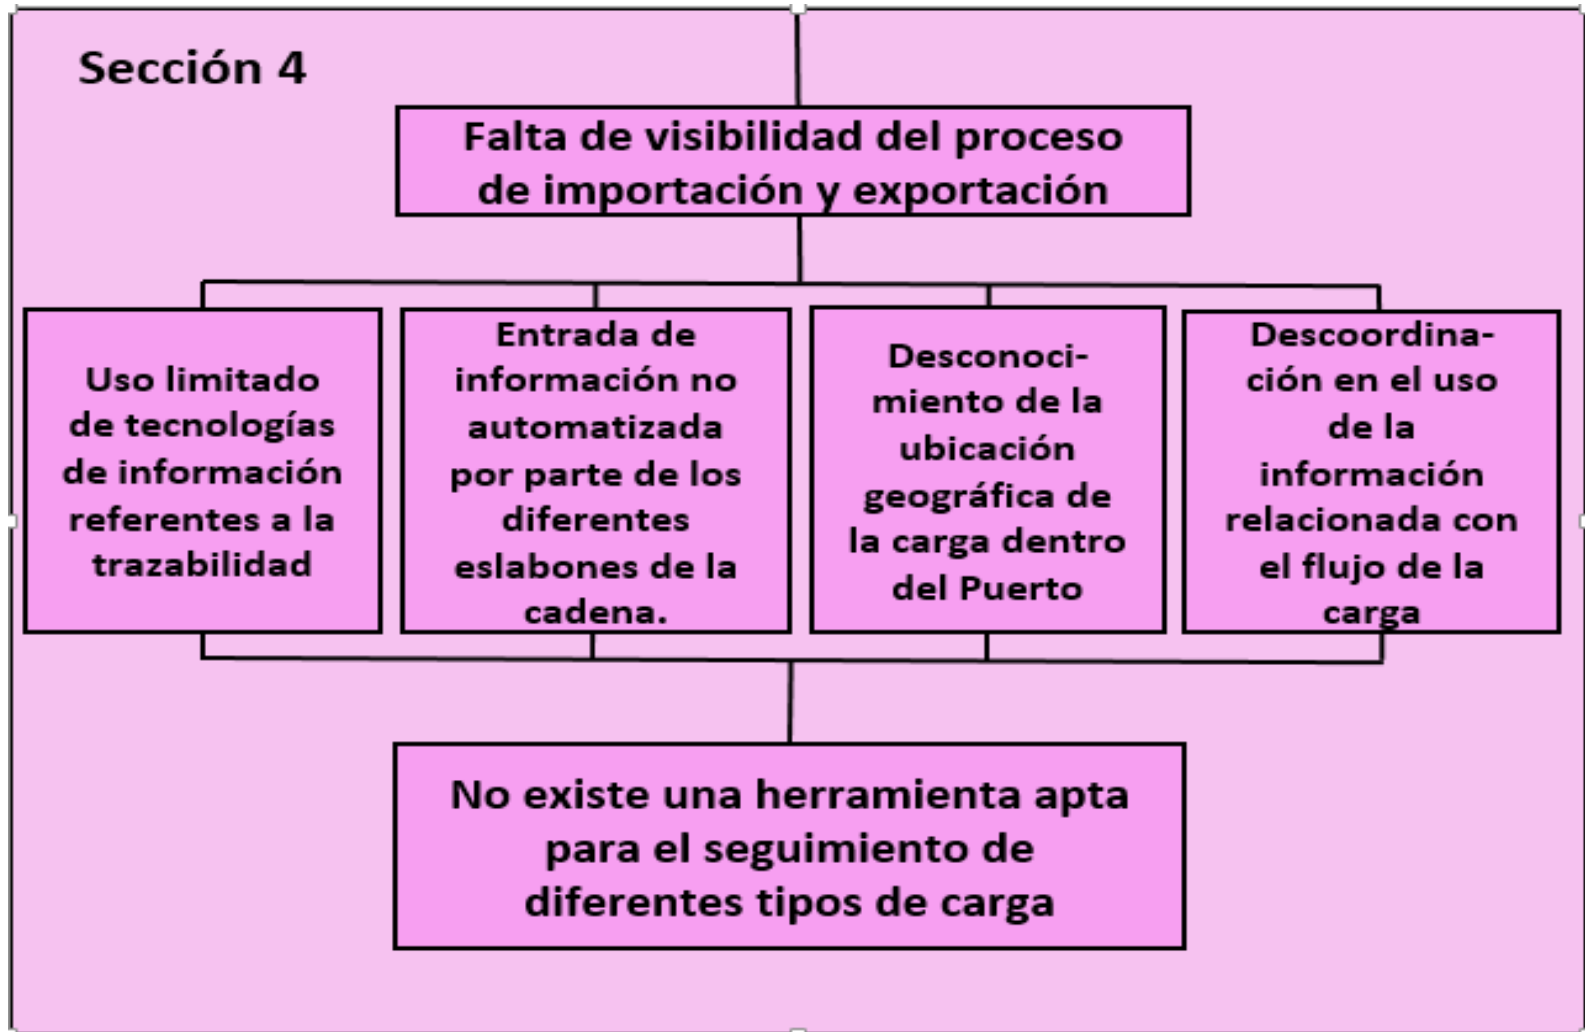 Sección 4
Falta de visibilidad del proceso
de importación y exportación
Uso limitado
de tecnologías
de información
referentes a la
trazabilidad
Entrada de
información no
automatizada
por parte de los
diferentes
eslabones de la
cadena.
Desconoci-
miento de la
ubicación
geográfica de
la carga dentro
del Puerto
Descoordina-
ción en el uso
de la
información
relacionada con
el flujo de la
carga
No existe una herramienta apta
para el seguimiento de
diferentes tipos de carga